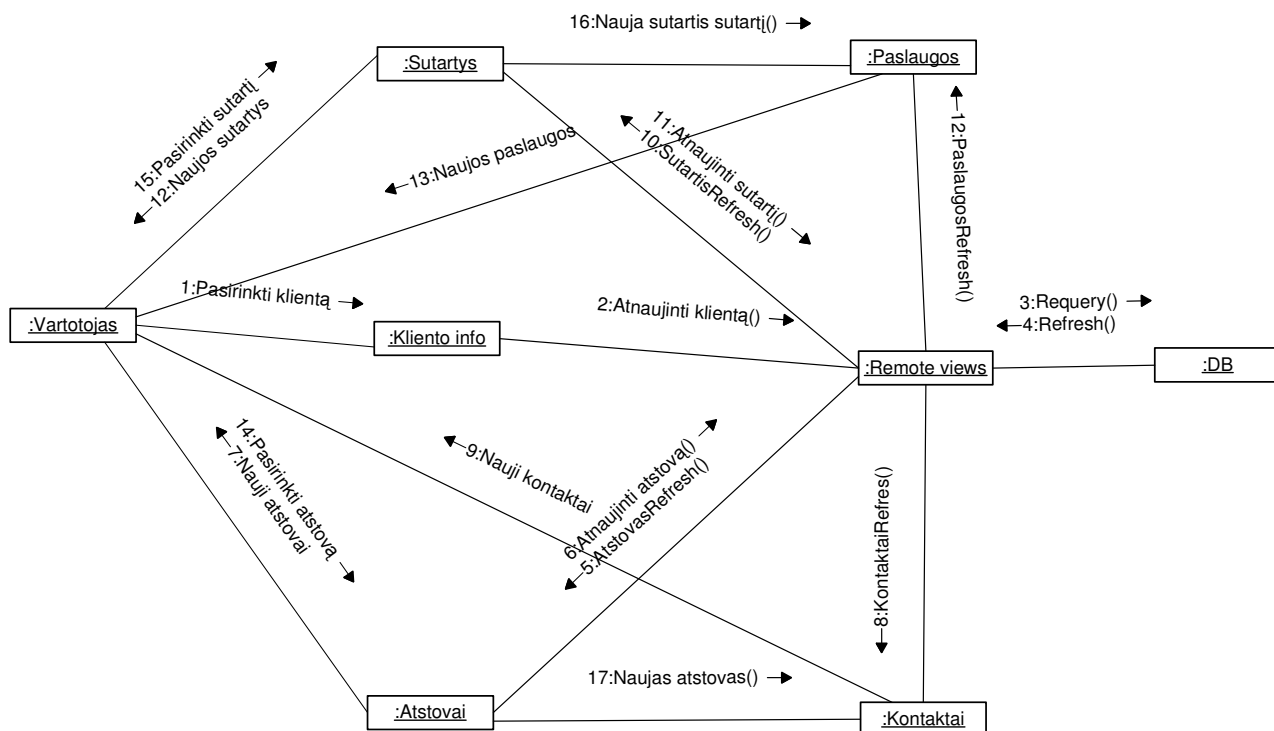 16:Nauja sutartis sutartį()
:Sutartys
:Paslaugos
15:Pasirinkti sutartį
12:Naujos sutartys
13:Naujos paslaugos
11:Atnaujinti sutartį()
10:SutartisRefresh()
12:PaslaugosRefresh()
1:Pasirinkti klientą
2:Atnaujinti klientą()
3:Requery()
4:Refresh()
:Vartotojas
:Kliento info
:Remote views
:DB
14:Pasirinkti atstovą
7:Nauji atstovai
9:Nauji kontaktai
6:Atnaujinti atstovą()
5:AtstovasRefresh()
8:KontaktaiRefres()
17:Naujas atstovas()
:Atstovai
:Kontaktai